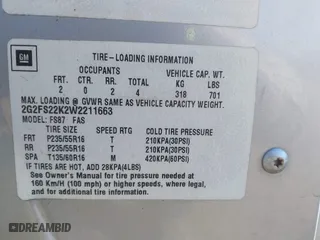 GM
TIRE-LOADING INFORMATION
OCCUPANTS VEHICLE CAP. WT.
FRT. CTR. RR. TOTAL KG LBS
2 0 2 4 318 701
MAX. LOADING @ GVWR SAME AS VEHICLE CAPACITY WEIGHT.
2G2FS22K2W2211663
MODEL: FS87 FAS
TIRE SIZE SPEED RTG COLD TIRE PRESSURE
FRT P235/55R16 T 210KPA(30PSI)
RR P235/55R16 T 210KPA(30PSI)
SPA T135/60R16 M 420KPA(60PSI)
IF TIRES ARE HOT, ADD 28KPA(4LBS)
See Owner's Manual for tire pressure needed at
160 Km/H (100 mph) or higher speeds, where
legal, and for additional information.
DREAMBID